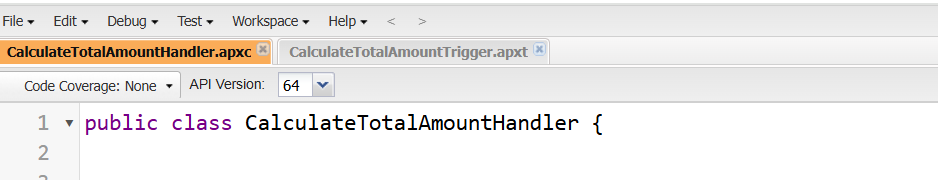 File Edit Debug Test Workspace Help < >
CalculateTotalAmountHandler.apxc CalculateTotalAmountTrigger.apxt
Code Coverage: None API Version: 64
1 public class CalculateTotalAmountHandler {
2